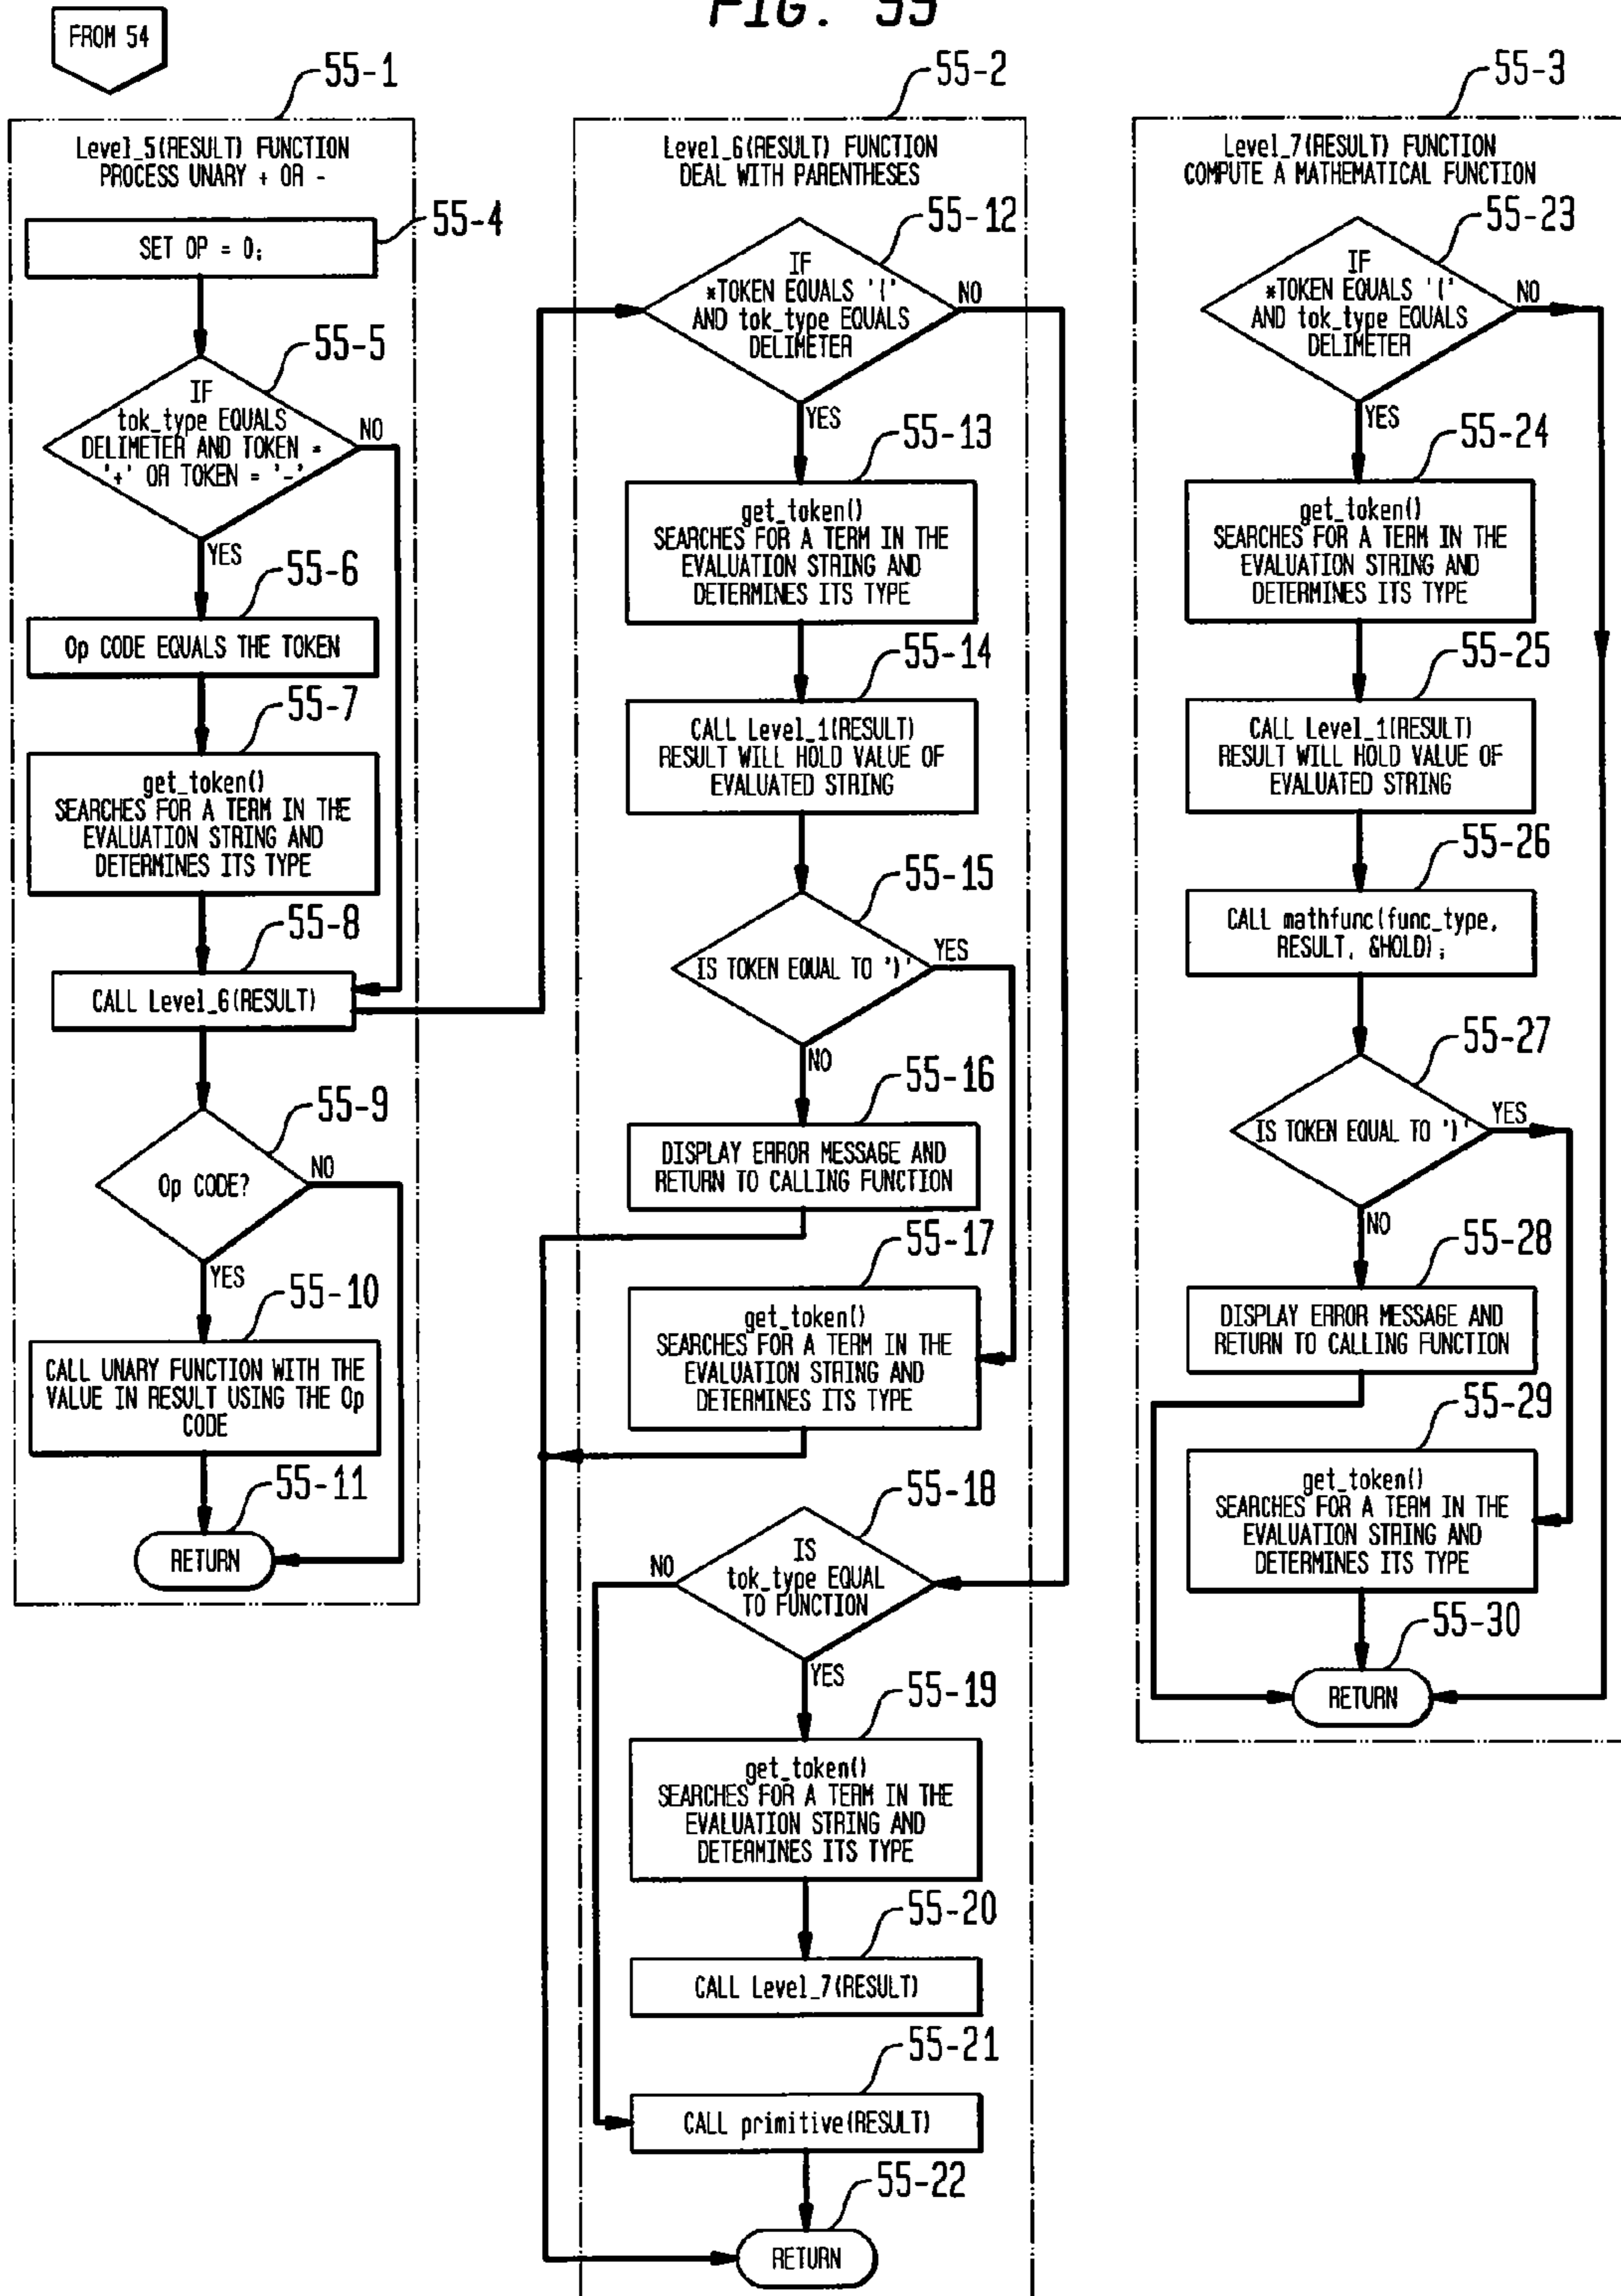 FIG. 55
FROM 54
55-1
Level_5(RESULT) FUNCTION
PROCESS UNARY + OR -
55-4
SET OP = 0;
55-5
IF
tok_type EQUALS
DELIMETER AND TOKEN =
'+' OR TOKEN = '-'
NO
YES
55-6
Op CODE EQUALS THE TOKEN
55-7
get_token()
SEARCHES FOR A TERM IN THE
EVALUATION STRING AND
DETERMINES ITS TYPE
55-8
CALL Level_6(RESULT)
55-9
Op CODE?
NO
YES
55-10
CALL UNARY FUNCTION WITH THE
VALUE IN RESULT USING THE Op
CODE
55-11
RETURN
55-2
Level_6(RESULT) FUNCTION
DEAL WITH PARENTHESES
55-12
IF
*TOKEN EQUALS '('
AND tok_type EQUALS
DELIMETER
NO
YES
55-13
get_token()
SEARCHES FOR A TERM IN THE
EVALUATION STRING AND
DETERMINES ITS TYPE
55-14
CALL Level_1(RESULT)
RESULT WILL HOLD VALUE OF
EVALUATED STRING
55-15
IS TOKEN EQUAL TO ')'
YES
NO
55-16
DISPLAY ERROR MESSAGE AND
RETURN TO CALLING FUNCTION
55-17
get_token()
SEARCHES FOR A TERM IN THE
EVALUATION STRING AND
DETERMINES ITS TYPE
55-18
IS
tok_type EQUAL
TO FUNCTION
NO
YES
55-19
get_token()
SEARCHES FOR A TERM IN THE
EVALUATION STRING AND
DETERMINES ITS TYPE
55-20
CALL Level_7(RESULT)
55-21
CALL primitive(RESULT)
55-22
RETURN
55-3
Level_7(RESULT) FUNCTION
COMPUTE A MATHEMATICAL FUNCTION
55-23
IF
*TOKEN EQUALS '('
AND tok_type EQUALS
DELIMETER
NO
YES
55-24
get_token()
SEARCHES FOR A TERM IN THE
EVALUATION STRING AND
DETERMINES ITS TYPE
55-25
CALL Level_1(RESULT)
RESULT WILL HOLD VALUE OF
EVALUATED STRING
55-26
CALL mathfunc(func_type,
RESULT, &HOLD);
55-27
IS TOKEN EQUAL TO ')'
YES
NO
55-28
DISPLAY ERROR MESSAGE AND
RETURN TO CALLING FUNCTION
55-29
get_token()
SEARCHES FOR A TERM IN THE
EVALUATION STRING AND
DETERMINES ITS TYPE
55-30
RETURN